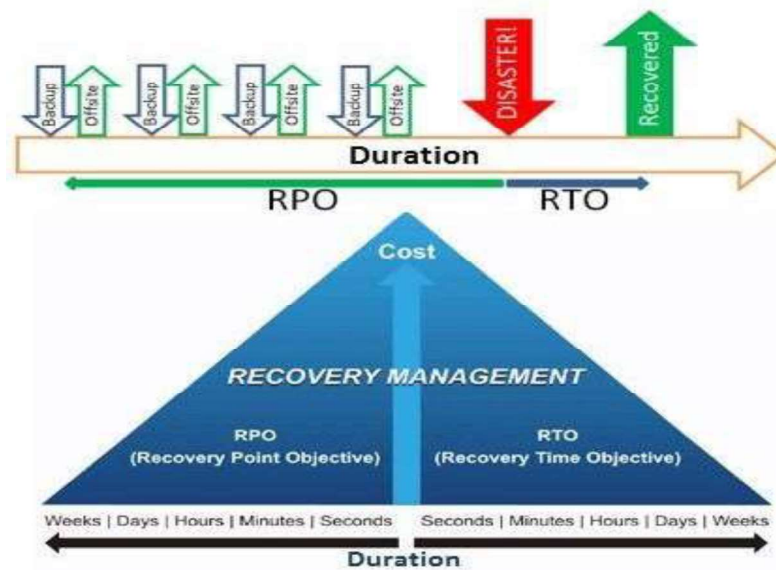 Backup
Offsite
Backup
Offsite
Backup
Offsite
Backup
Offsite
DISASTER!
Recovered
Duration
RPO
RTO
Cost
RECOVERY MANAGEMENT
RPO
(Recovery Point Objective)
RTO
(Recovery Time Objective)
Weeks | Days | Hours | Minutes | Seconds
Seconds | Minutes | Hours | Days | Weeks
Duration